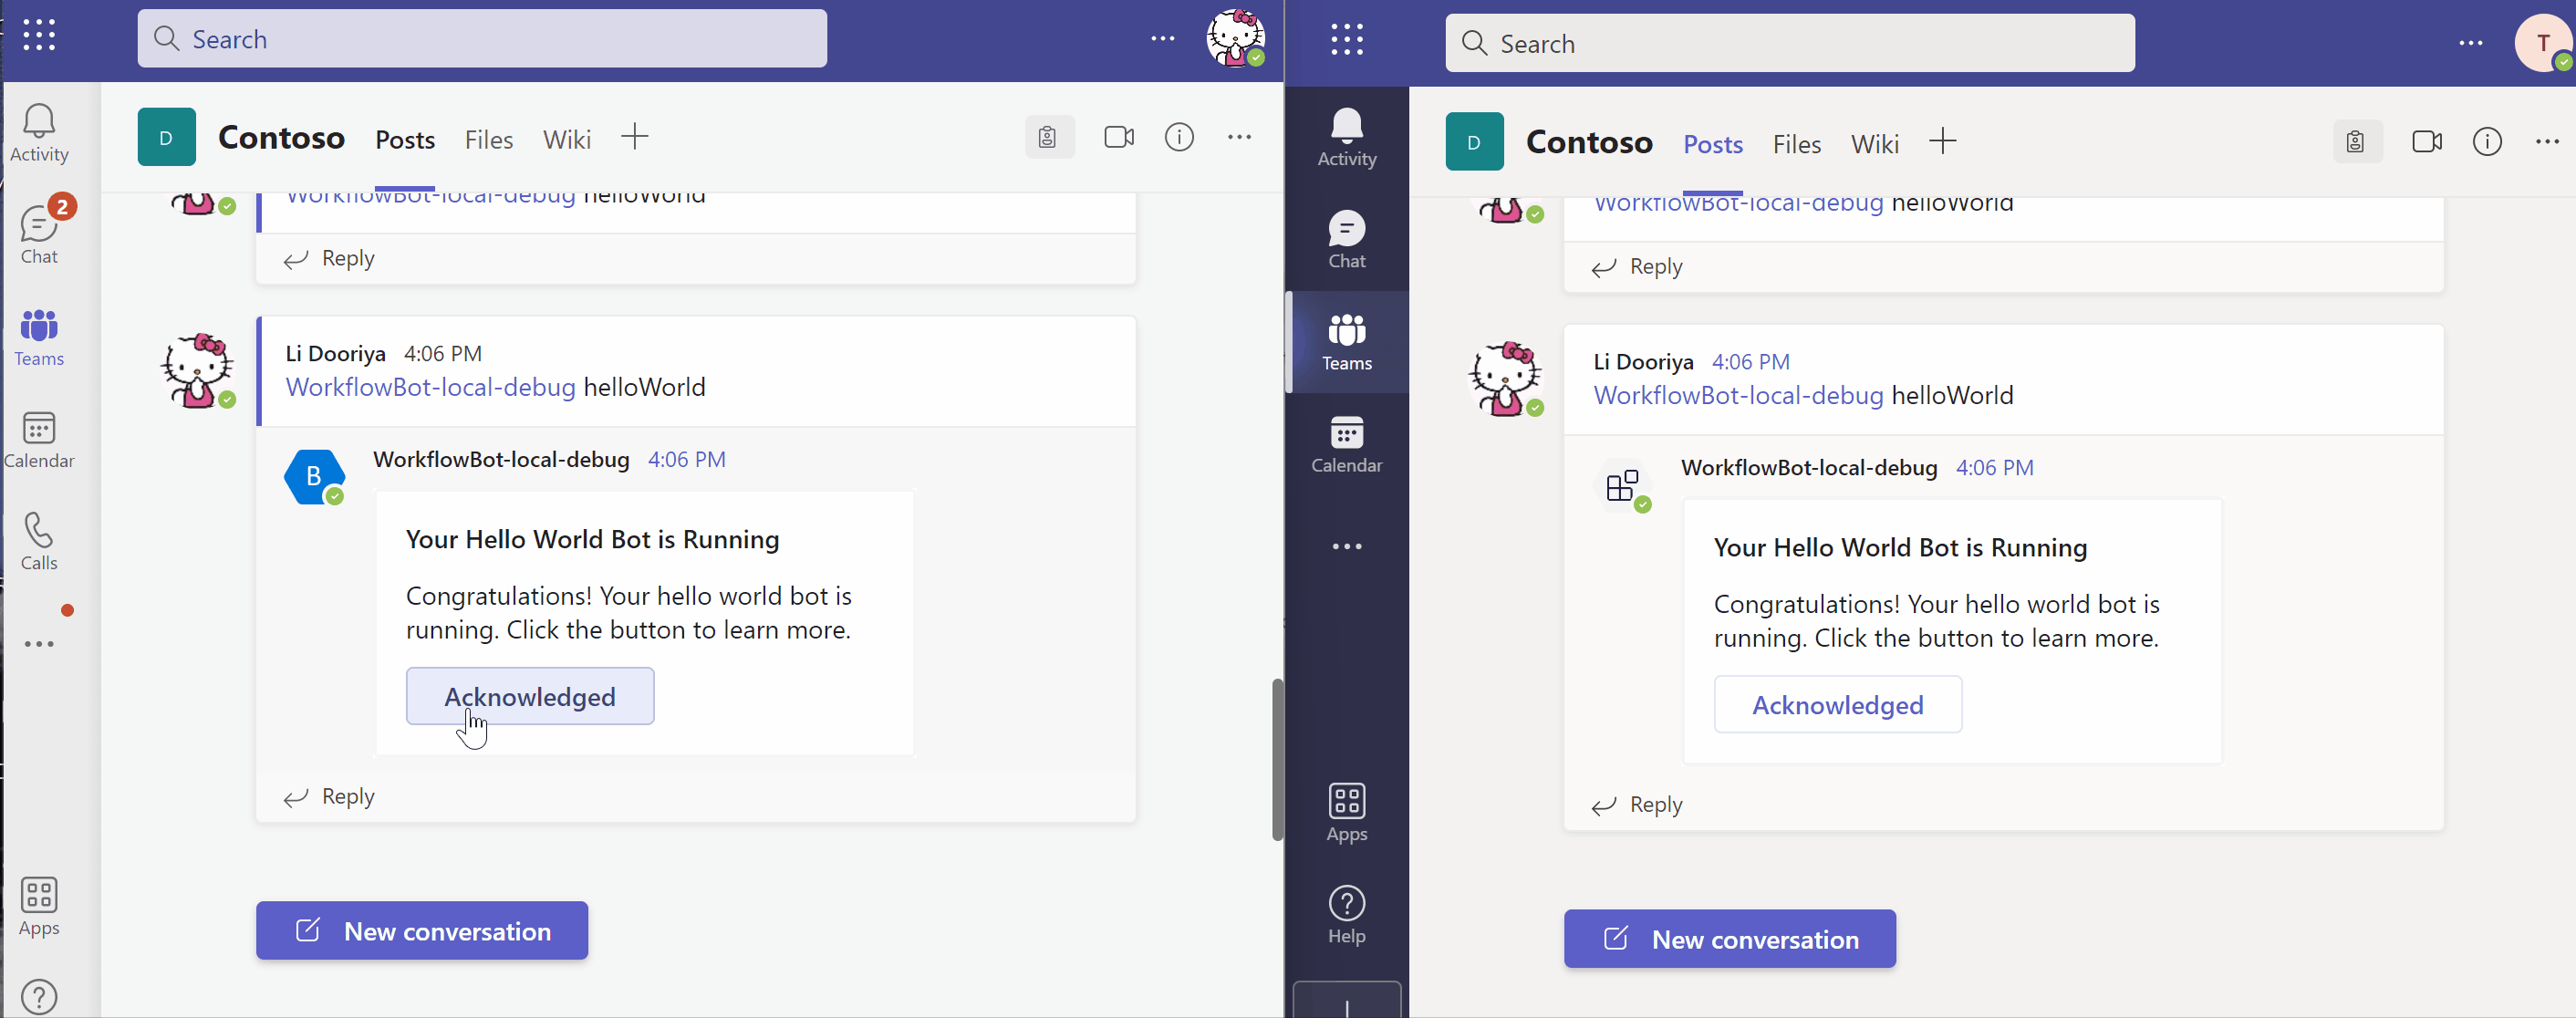 Search
D
Contoso
Posts
Files
Wiki
Activity
2
Chat
Teams
Calendar
Calls
Apps
WorkflowBot-local-debug helloWorld
Reply
Li Dooriya 4:06 PM
WorkflowBot-local-debug helloWorld
B
WorkflowBot-local-debug 4:06 PM
Your Hello World Bot is Running
Congratulations! Your hello world bot is
running. Click the button to learn more.
Acknowledged
Reply
New conversation
Search
T
D
Contoso
Posts
Files
Wiki
Activity
Chat
Teams
Calendar
Apps
Help
WorkflowBot-local-debug helloWorld
Reply
Li Dooriya 4:06 PM
WorkflowBot-local-debug helloWorld
WorkflowBot-local-debug 4:06 PM
Your Hello World Bot is Running
Congratulations! Your hello world bot is
running. Click the button to learn more.
Acknowledged
Reply
New conversation